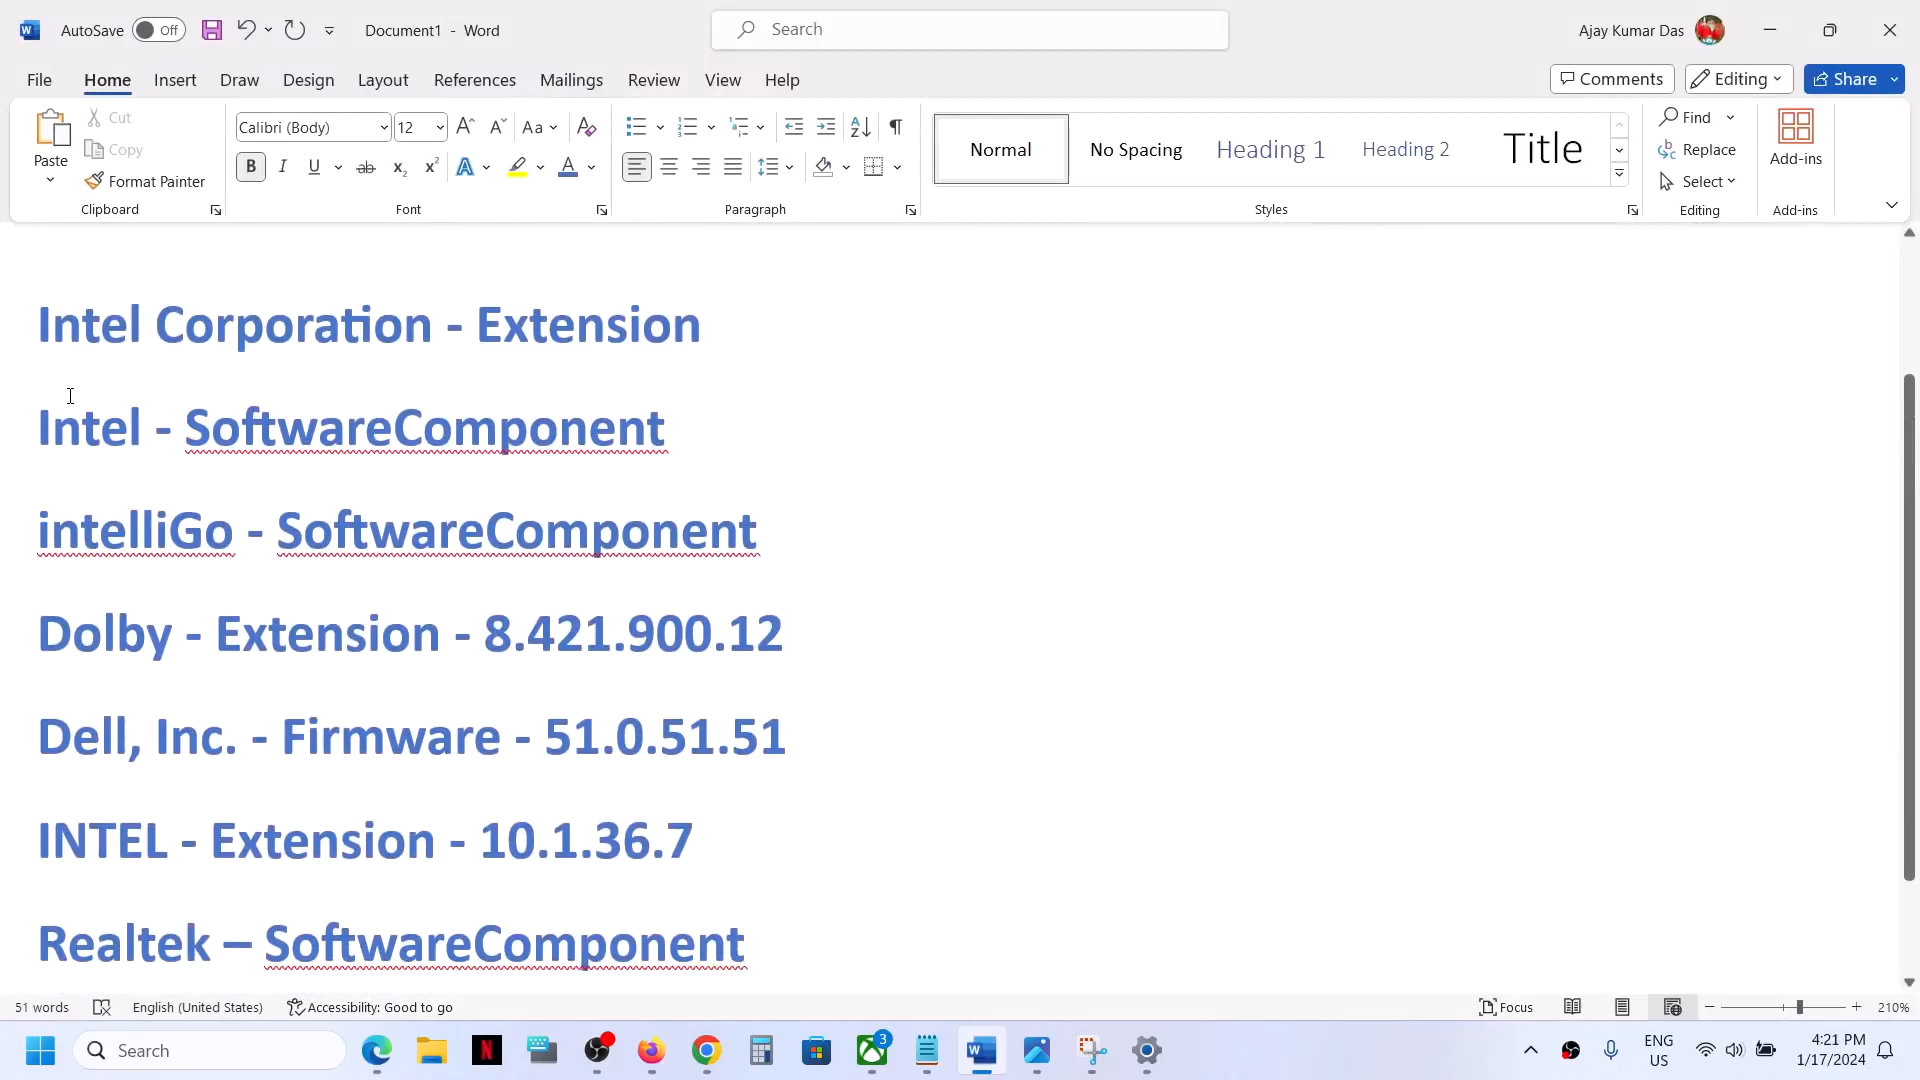 AutoSave Off Document1 - Word Search Ajay Kumar Das
File Home Insert Draw Design Layout References Mailings Review View Help Comments Editing Share
Paste Cut Copy Format Painter Clipboard
Calibri (Body) 12 Aa Font
Paragraph
Normal No Spacing Heading 1 Heading 2 Title Styles
Find Replace Select Editing
Add-ins Add-ins
Intel Corporation - Extension
Intel - SoftwareComponent
intelliGo - SoftwareComponent
Dolby - Extension - 8.421.900.12
Dell, Inc. - Firmware - 51.0.51.51
INTEL - Extension - 10.1.36.7
Realtek – SoftwareComponent
51 words English (United States) Accessibility: Good to go Focus 210%
Search 3 ENG US 4:21 PM 1/17/2024